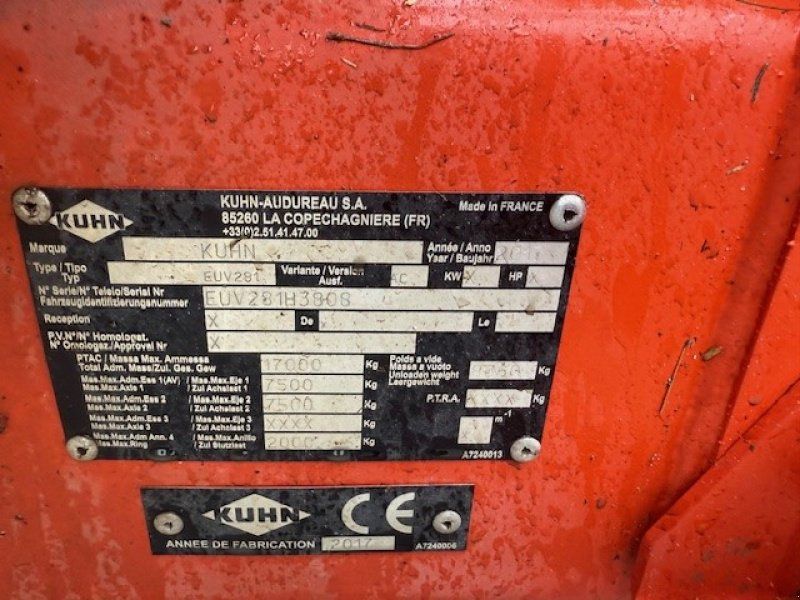 KUHN
KUHN-AUDUREAU S.A.
85260 LA COPECHAGNIERE (FR)
+33(0)2.51.41.47.00
Made in FRANCE
Marque KUHN Année / Anno
Year / Baujahr
Type / Tipo
Typ EUV281 Variante / Version
Ausf. AC KW X HP X
N° Serie/N° Telelo/Serial Nr
Fahrzeugidentifizierungsnummer EUV281H3808
Reception X De Le
P.V.N°/N° Homologat.
N° Omologaz./Approval Nr X
PTAC / Massa Max. Ammessa
Total Adm. Mass/Zul. Ges. Gew 17000 Kg
Mas.Max.Adm.Ess 1(AV) / Mas.Max.Eje 1
Mas.Max.Axle 1 / Zul Achslast 1 7500 Kg
Mas.Max.Adm.Ess 2 / Mas.Max.Eje 2
Mas.Max.Axle 2 / Zul Achslast 2 7500 Kg
Mas.Max.Adm.Ess 3 / Mas.Max.Eje 3
Mas.Max.Axle 3 / Zul Achslast 3 XXXX Kg
Mas.Max.Adm Ann. 4 / Mas.Max.Anillo
Mas.Max.Ring / Zul Stutzlast 2000 Kg
Poids a vide
Massa a vuoto
Unloaden weight
Leergewicht Kg
P.T.R.A. XXXX Kg
m-1
A7240013
KUHN CE
ANNEE DE FABRICATION 2017 A7240006